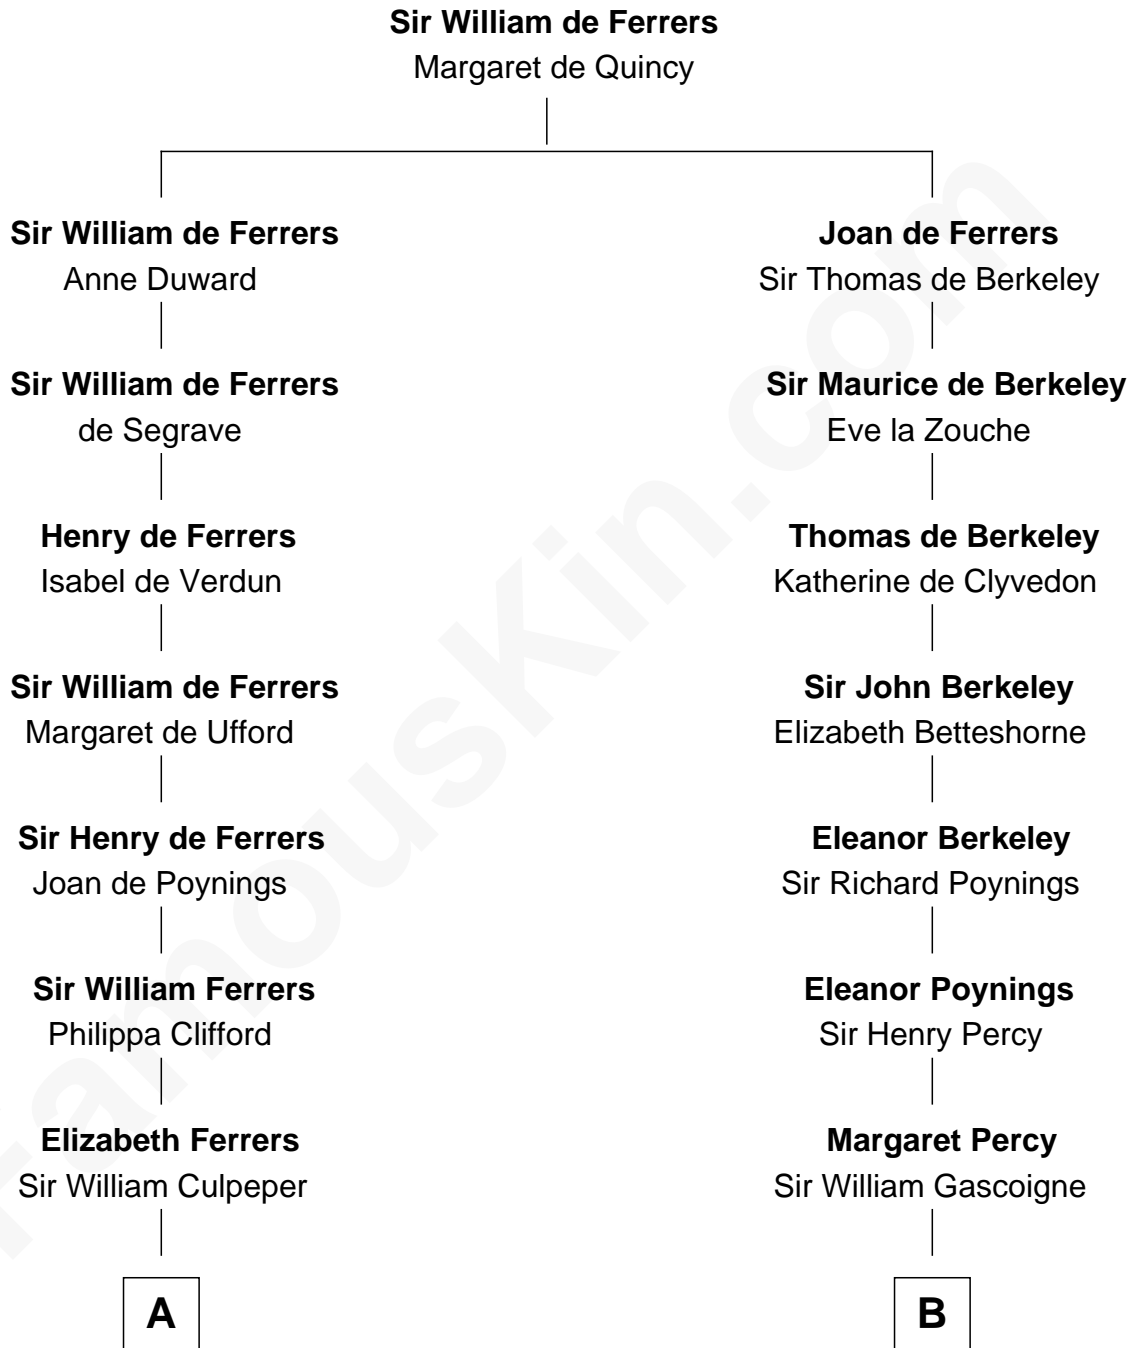 Sir William de Ferrers
Margaret de Quincy
Sir William de Ferrers
Anne Duward
Joan de Ferrers
Sir Thomas de Berkeley
Sir William de Ferrers
de Segrave
Sir Maurice de Berkeley
Eve la Zouche
Henry de Ferrers
Isabel de Verdun
Thomas de Berkeley
Katherine de Clyvedon
Sir William de Ferrers
Margaret de Ufford
Sir John Berkeley
Elizabeth Betteshorne
Sir Henry de Ferrers
Joan de Poynings
Eleanor Berkeley
Sir Richard Poynings
Sir William Ferrers
Philippa Clifford
Eleanor Poynings
Sir Henry Percy
Elizabeth Ferrers
Sir William Culpeper
Margaret Percy
Sir William Gascoigne
A
B
FamousKin.com